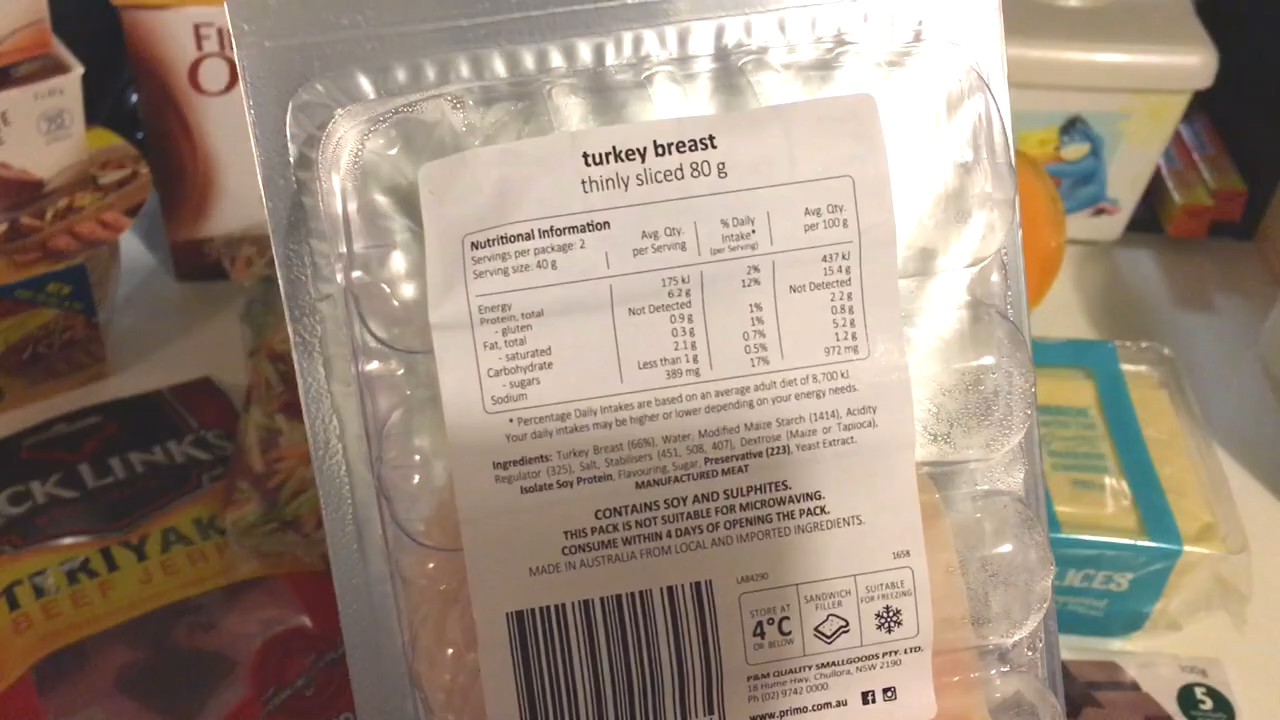 turkey breast
thinly sliced 80 g
Nutritional Information
Servings per package: 2
Serving size: 40 g
Avg. Qty. per Serving
% Daily Intake* (per Serving)
Avg. Qty. per 100 g
Energy 175 kJ 2% 437 kJ
Protein, total 6.2 g 12% 15.4 g
- gluten Not Detected Not Detected
Fat, total 0.9 g 1% 2.2 g
- saturated 0.3 g 1% 0.8 g
Carbohydrate 2.1 g 0.7% 5.2 g
- sugars Less than 1 g 0.5% 1.2 g
Sodium 389 mg 17% 972 mg
* Percentage Daily Intakes are based on an average adult diet of 8,700 kJ.
Your daily intakes may be higher or lower depending on your energy needs.
Ingredients: Turkey Breast (66%), Water, Modified Maize Starch (1414), Acidity
Regulator (325), Salt, Stabilisers (451, 508, 407), Dextrose (Maize or Tapioca),
Isolate Soy Protein, Flavouring, Sugar, Preservative (223), Yeast Extract.
MANUFACTURED MEAT
CONTAINS SOY AND SULPHITES.
THIS PACK IS NOT SUITABLE FOR MICROWAVING.
CONSUME WITHIN 4 DAYS OF OPENING THE PACK.
MADE IN AUSTRALIA FROM LOCAL AND IMPORTED INGREDIENTS.
LAB4290
1658
STORE AT
4°C
OR BELOW
SANDWICH
FILLER
SUITABLE
FOR FREEZING
P&M QUALITY SMALLGOODS PTY. LTD.
18 Hume Hwy, Chullora, NSW 2190
Ph (02) 9742 0000
www.primo.com.au
CK LINK'S
TERIYAK
BEEF JER
LICES
5